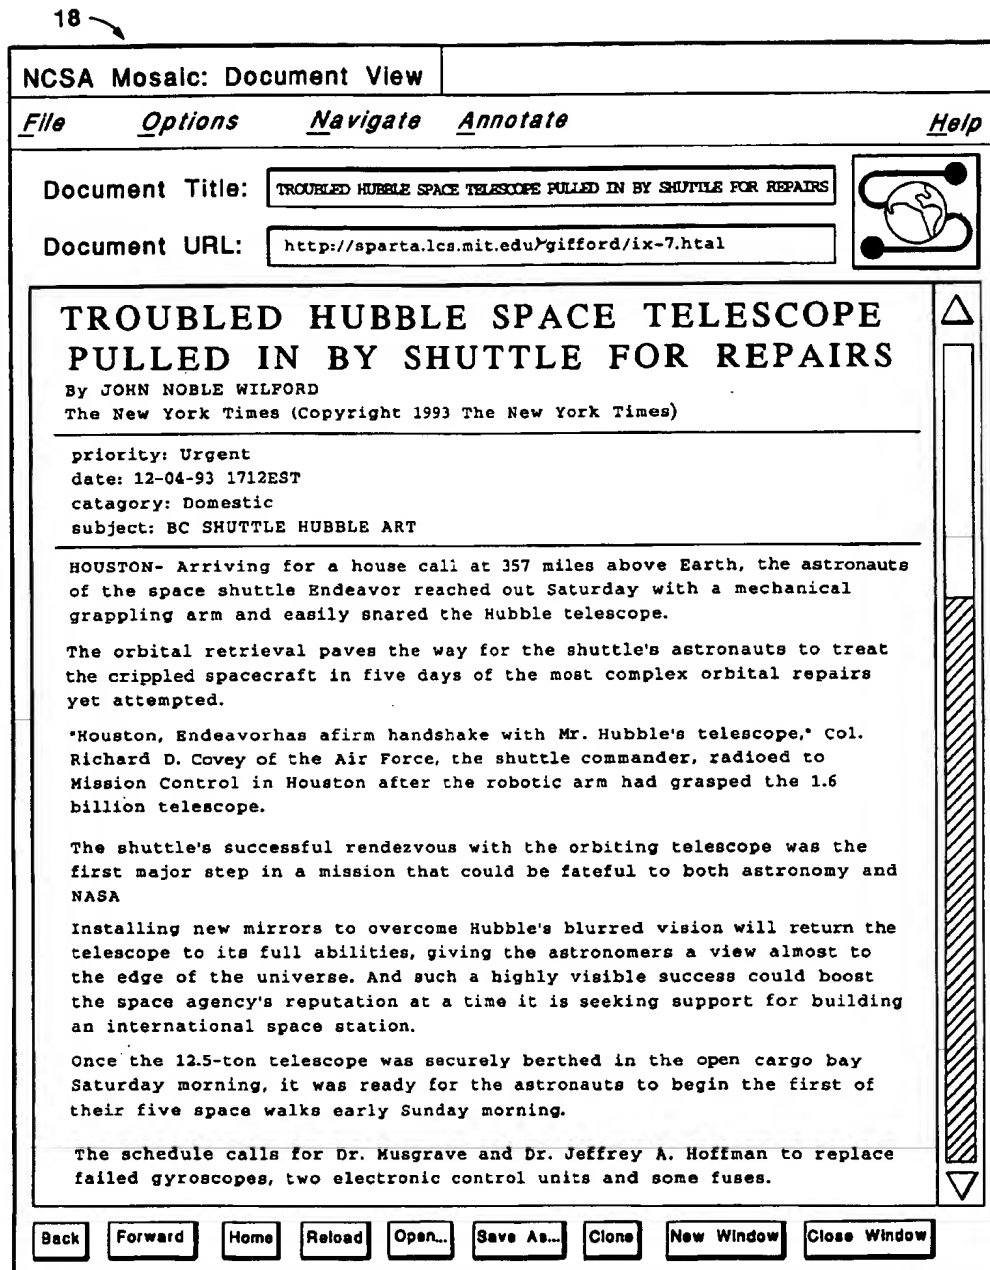 18
NCSA Mosaic: Document View
File Options Navigate Annotate Help
Document Title: TROUBLED HUBBLE SPACE TELESCOPE PULLED IN BY SHUTTLE FOR REPAIRS
Document URL: http://sparta.lcs.mit.edu/~gifford/ix-7.htal
TROUBLED HUBBLE SPACE TELESCOPE
PULLED IN BY SHUTTLE FOR REPAIRS
By JOHN NOBLE WILFORD
The New York Times (Copyright 1993 The New York Times)
priority: Urgent
date: 12-04-93 1712EST
catagory: Domestic
subject: BC SHUTTLE HUBBLE ART
HOUSTON- Arriving for a house call at 357 miles above Earth, the astronauts
of the space shuttle Endeavor reached out Saturday with a mechanical
grappling arm and easily snared the Hubble telescope.
The orbital retrieval paves the way for the shuttle's astronauts to treat
the crippled spacecraft in five days of the most complex orbital repairs
yet attempted.
"Houston, Endeavorhas afirm handshake with Mr. Hubble's telescope," Col.
Richard D. Covey of the Air Force, the shuttle commander, radioed to
Mission Control in Houston after the robotic arm had grasped the 1.6
billion telescope.
The shuttle's successful rendezvous with the orbiting telescope was the
first major step in a mission that could be fateful to both astronomy and
NASA
Installing new mirrors to overcome Hubble's blurred vision will return the
telescope to its full abilities, giving the astronomers a view almost to
the edge of the universe. And such a highly visible success could boost
the space agency's reputation at a time it is seeking support for building
an international space station.
Once the 12.5-ton telescope was securely berthed in the open cargo bay
Saturday morning, it was ready for the astronauts to begin the first of
their five space walks early Sunday morning.
The schedule calls for Dr. Musgrave and Dr. Jeffrey A. Hoffman to replace
failed gyroscopes, two electronic control units and some fuses.
Back Forward Home Reload Open... Save As... Clone New Window Close Window